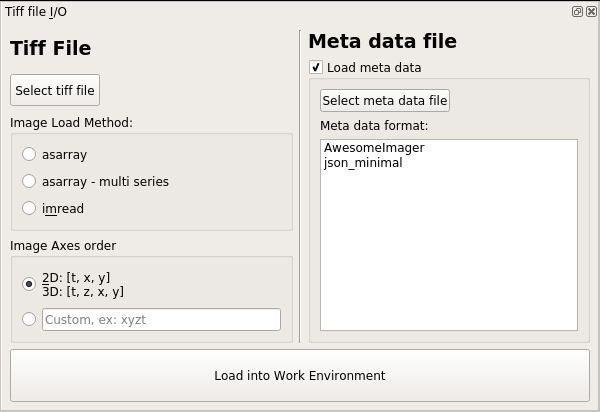 Tiff file I/O
Tiff File
Select tiff file
Image Load Method:
asarray
asarray - multi series
imread
Image Axes order
2D: [t, x, y]
3D: [t, z, x, y]
Custom, ex: xyzt
Meta data file
Load meta data
Select meta data file
Meta data format:
AwesomeImager
json_minimal
Load into Work Environment